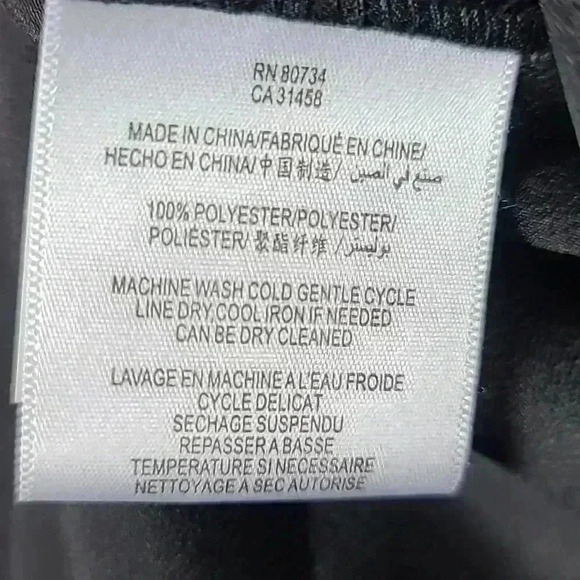 RN 80734
CA 31458
MADE IN CHINA/FABRIQUÉ EN CHINE/
HECHO EN CHINA/中国制造/ صنع في الصين
100% POLYESTER/POLYESTER/
POLIÉSTER/ 聚酯纤维 /بوليستر
MACHINE WASH COLD GENTLE CYCLE
LINE DRY,COOL IRON IF NEEDED
CAN BE DRY CLEANED
LAVAGE EN MACHINE A L'EAU FROIDE
CYCLE DELICAT
SECHAGE SUSPENDU
REPASSER A BASSE
TEMPERATURE SI NECESSAIRE
NETTOYAGE A SEC AUTORISE